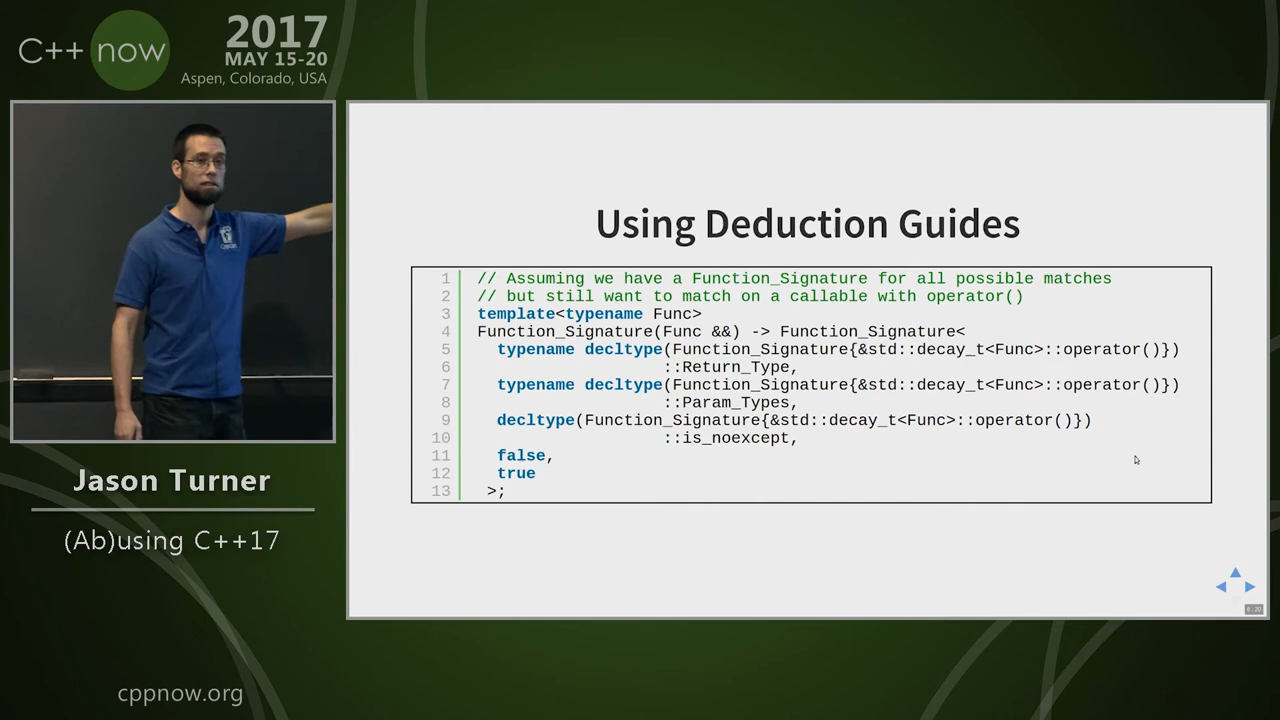 C++ now
2017
MAY 15-20
Aspen, Colorado, USA
Using Deduction Guides
1 // Assuming we have a Function_Signature for all possible matches
2 // but still want to match on a callable with operator()
3 template<typename Func>
4 Function_Signature(Func &&) -> Function_Signature<
5 typename decltype(Function_Signature{&std::decay_t<Func>::operator()})
6 ::Return_Type,
7 typename decltype(Function_Signature{&std::decay_t<Func>::operator()})
8 ::Param_Types,
9 decltype(Function_Signature{&std::decay_t<Func>::operator()})
10 ::is_noexcept,
11 false,
12 true
13 >;
Jason Turner
(Ab)using C++17
cppnow.org